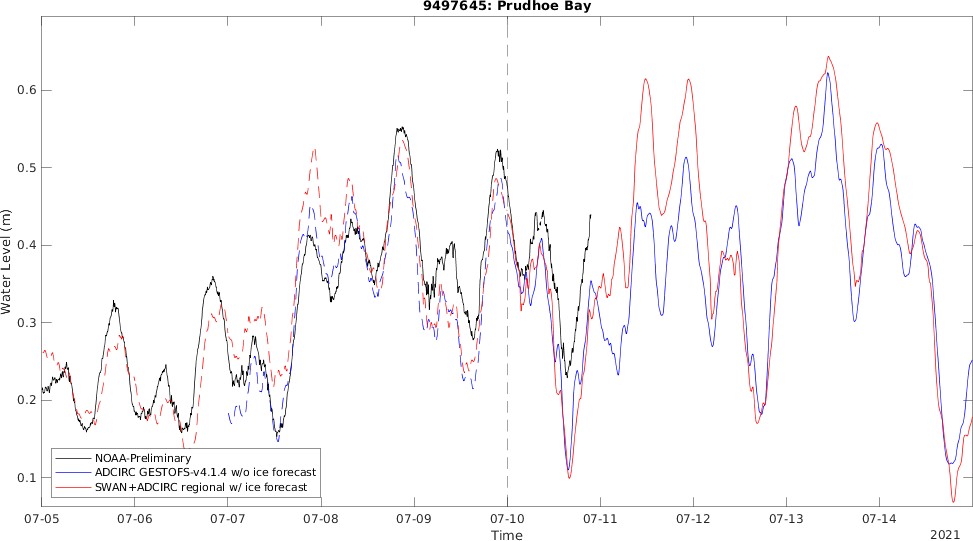 9497645: Prudhoe Bay
Water Level (m)
0.6
0.5
0.4
0.3
0.2
0.1
NOAA-Preliminary
ADCIRC GESTOFS-v4.1.4 w/o ice forecast
SWAN+ADCIRC regional w/ ice forecast
07-05 07-06 07-07 07-08 07-09 07-10 07-11 07-12 07-13 07-14
Time
2021